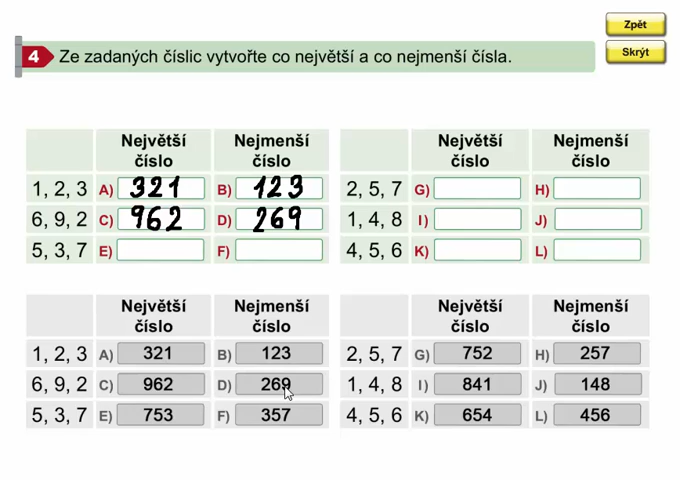 Zpět
4 Ze zadaných číslic vytvořte co největší a co nejmenší čísla.
Skrýt
Největší číslo Nejmenší číslo
1, 2, 3 A) 321 B) 123
6, 9, 2 C) 962 D) 269
5, 3, 7 E) F)
Největší číslo Nejmenší číslo
2, 5, 7 G) H)
1, 4, 8 I) J)
4, 5, 6 K) L)
Největší číslo Nejmenší číslo
1, 2, 3 A) 321 B) 123
6, 9, 2 C) 962 D) 269
5, 3, 7 E) 753 F) 357
Největší číslo Nejmenší číslo
2, 5, 7 G) 752 H) 257
1, 4, 8 I) 841 J) 148
4, 5, 6 K) 654 L) 456